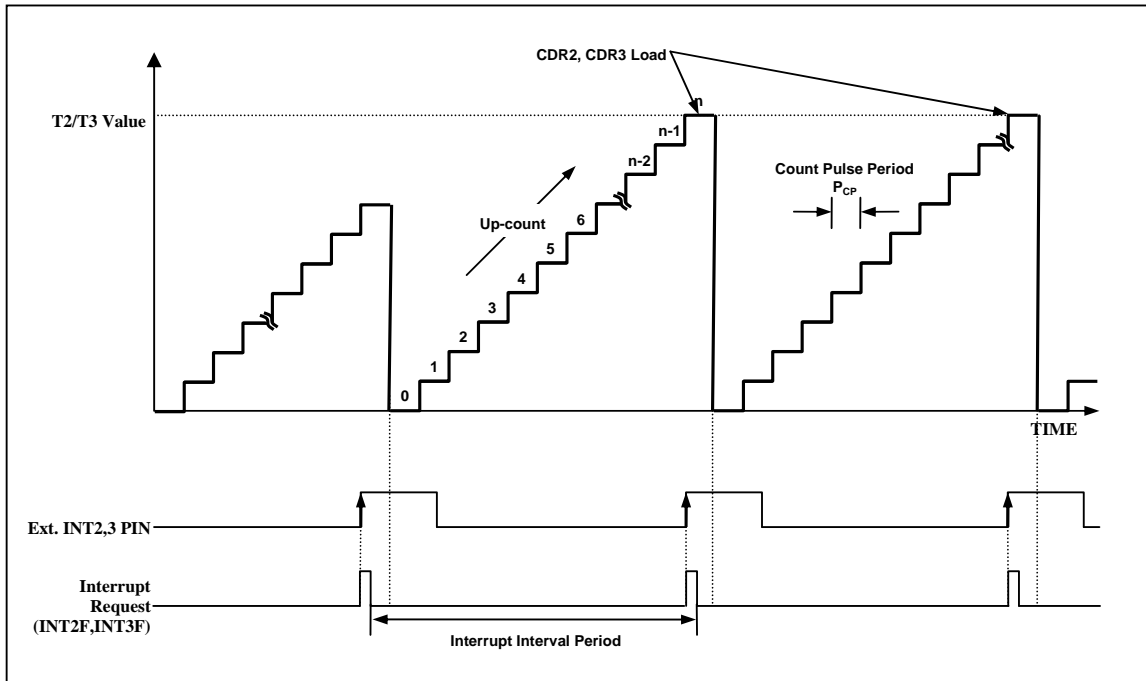 CDR2, CDR3 Load
n
T2/T3 Value
n-1
n-2
Count Pulse Period
PCP
Up-count
6
5
4
3
2
1
0
TIME
Ext. INT2,3 PIN
Interrupt
Request
(INT2F,INT3F)
Interrupt Interval Period